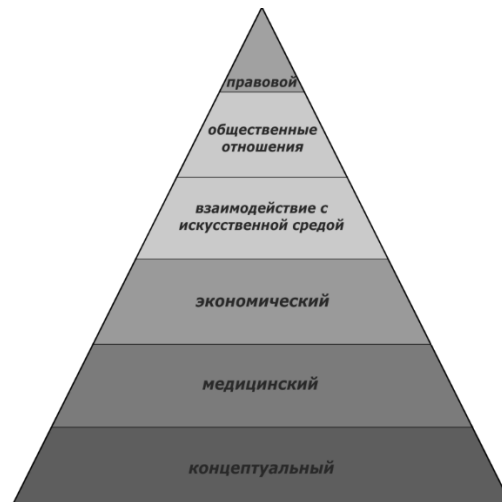 правовой
общественные
отношения
взаимодействие с
искусственной средой
экономический
медицинский
концептуальный